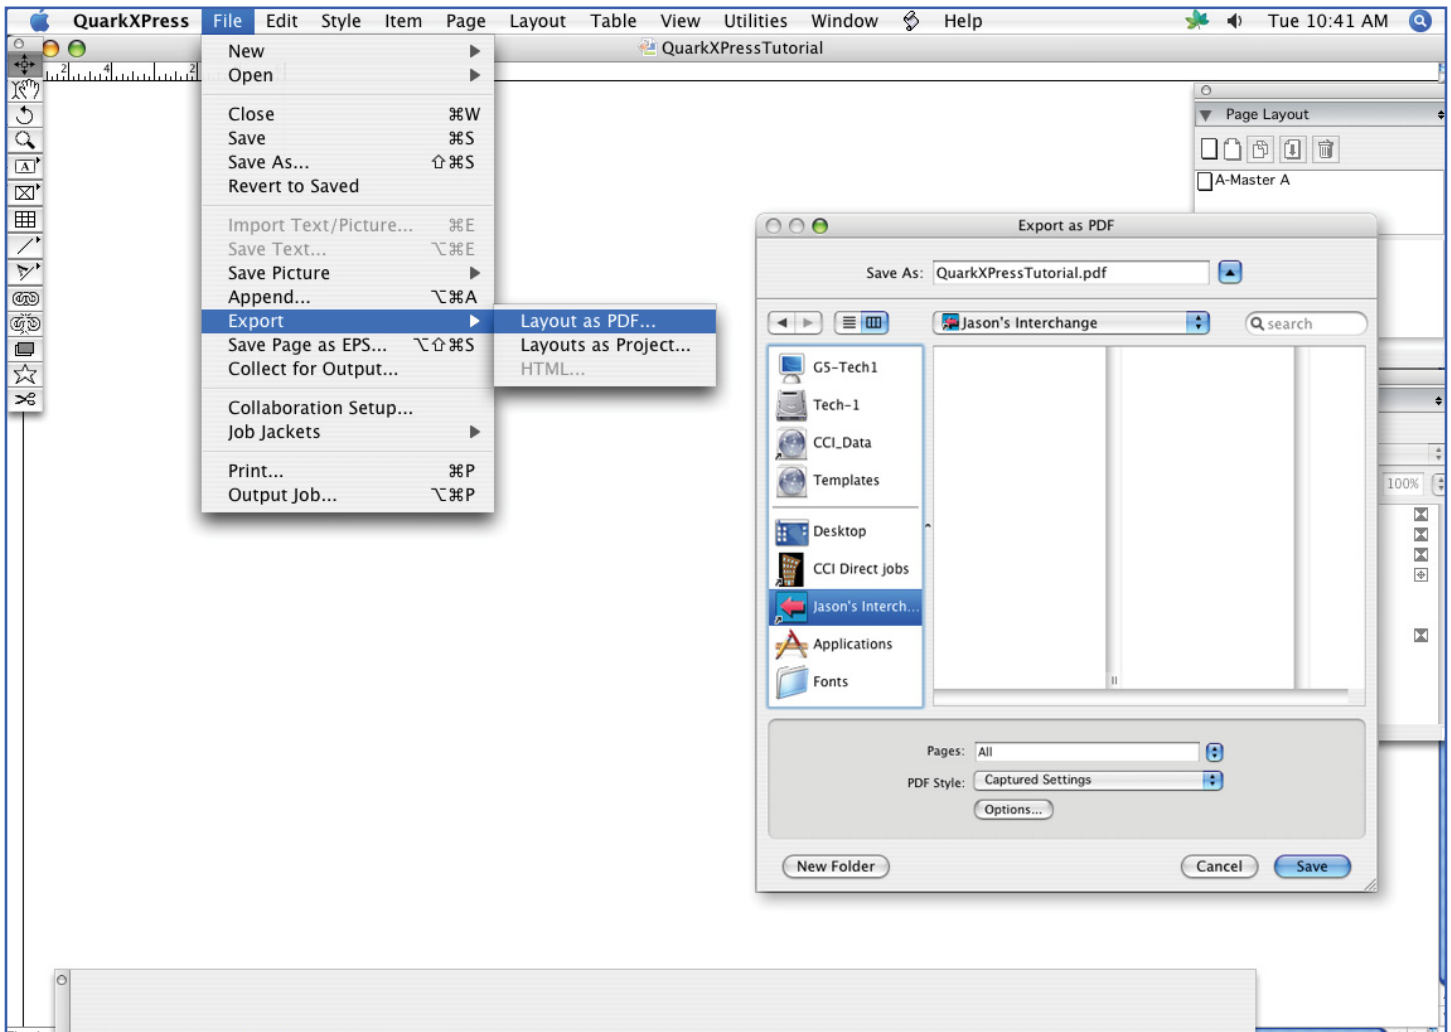 QuarkXPress File Edit Style Item Page Layout Table View Utilities Window Help Tue 10:41 AM
QuarkXPressTutorial
2 4 2 2
New
Open
Close ⌘W
Save ⌘S
Save As... ⇧⌘S
Revert to Saved
Import Text/Picture... ⌘E
Save Text... ⌥⌘E
Save Picture
Append... ⌥⌘A
Export
Save Page as EPS... ⌥⇧⌘S
Collect for Output...
Collaboration Setup...
Job Jackets
Print... ⌘P
Output Job... ⌥⌘P
Layout as PDF...
Layouts as Project...
HTML...
Page Layout
A-Master A
100%
Export as PDF
Save As: QuarkXPressTutorial.pdf
Jason's Interchange
search
G5-Tech1
Tech-1
CCI_Data
Templates
Desktop
CCI Direct jobs
Jason's Interch...
Applications
Fonts
Pages: All
PDF Style: Captured Settings
Options...
New Folder
Cancel
Save